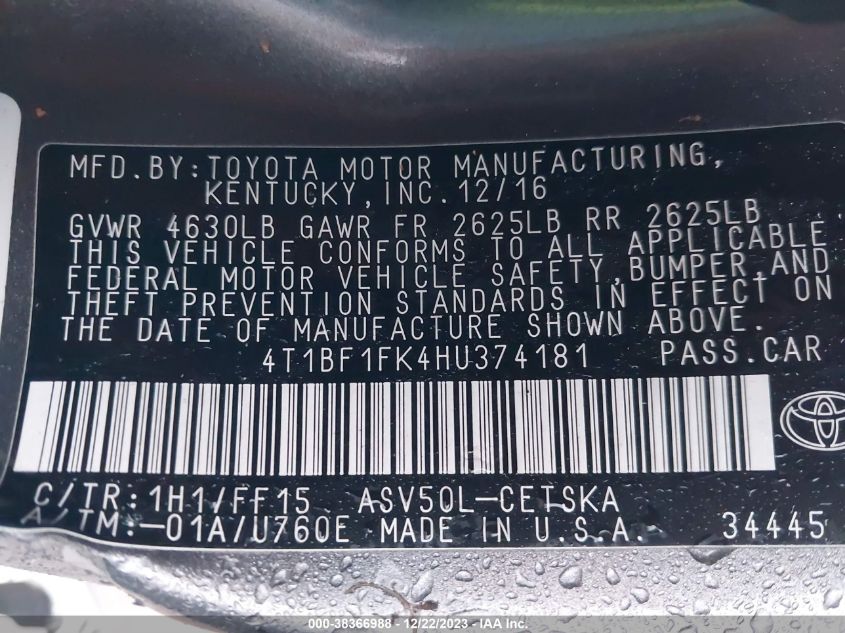 MFD.BY:TOYOTA MOTOR MANUFACTURING,
KENTUCKY,INC.12/16
GVWR 4630LB GAWR FR 2625LB RR 2625LB
THIS VEHICLE CONFORMS TO ALL APPLICABLE
FEDERAL MOTOR VEHICLE SAFETY,BUMPER,AND
THEFT PREVENTION STANDARDS IN EFFECT ON
THE DATE OF MANUFACTURE SHOWN ABOVE.
4T1BF1FK4HU374181 PASS.CAR
C/TR:1H1/FF15 ASV50L-CETSKA
A/TM:-01A/U760E MADE IN U.S.A. 34445
000-38366988 - 12/22/2023 - IAA